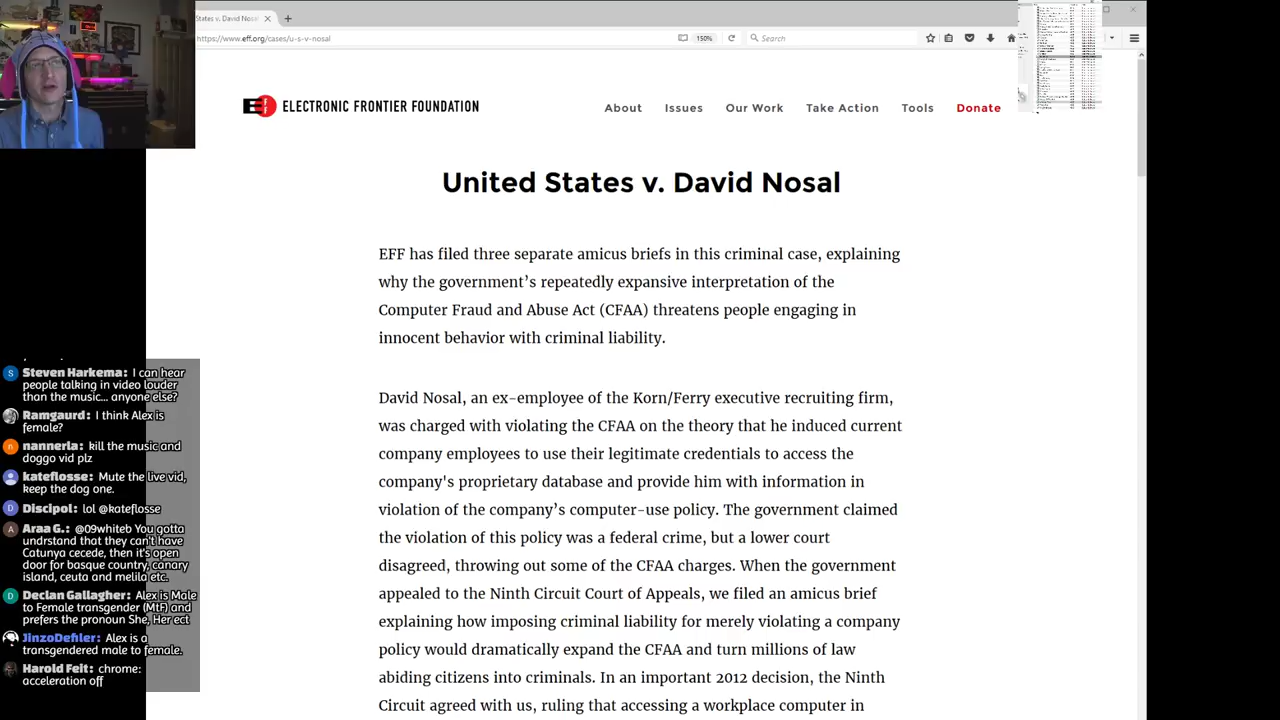 States v. David Nosal
https://www.eff.org/cases/u-s-v-nosal
150%
Search
ELECTRONIC FRONTIER FOUNDATION
About
Issues
Our Work
Take Action
Tools
Donate
United States v. David Nosal
EFF has filed three separate amicus briefs in this criminal case, explaining
why the government’s repeatedly expansive interpretation of the
Computer Fraud and Abuse Act (CFAA) threatens people engaging in
innocent behavior with criminal liability.
David Nosal, an ex-employee of the Korn/Ferry executive recruiting firm,
was charged with violating the CFAA on the theory that he induced current
company employees to use their legitimate credentials to access the
company's proprietary database and provide him with information in
violation of the company’s computer-use policy. The government claimed
the violation of this policy was a federal crime, but a lower court
disagreed, throwing out some of the CFAA charges. When the government
appealed to the Ninth Circuit Court of Appeals, we filed an amicus brief
explaining how imposing criminal liability for merely violating a company
policy would dramatically expand the CFAA and turn millions of law
abiding citizens into criminals. In an important 2012 decision, the Ninth
Circuit agreed with us, ruling that accessing a workplace computer in
Steven Harkema: I can hear
people talking in video louder
than the music... anyone else?
Ramgaurd: I think Alex is
female?
nannerla: kill the music and
doggo vid plz
kateflosse: Mute the live vid,
keep the dog one.
Discipol: lol @kateflosse
Araa G.: @09whiteb You gotta
undrstand that they can't have
Catunya cecede, then it's open
door for basque country, canary
island, ceuta and melila etc.
Declan Gallagher: Alex is Male
to Female transgender (MtF) and
prefers the pronoun She, Her ect
JinzoDefiler: Alex is a
transgendered male to female.
Harold Feit: chrome:
acceleration off